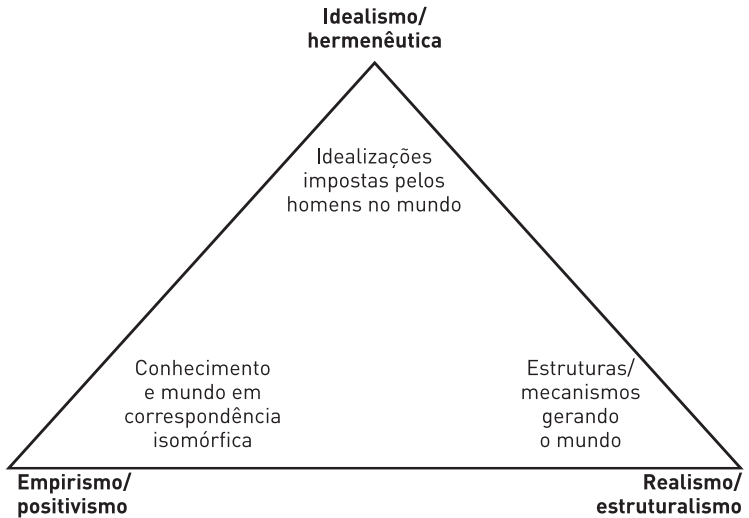 Idealismo/
hermenêutica
Idealizações
impostas pelos
homens no mundo
Conhecimento
e mundo em
correspondência
isomórfica
Estruturas/
mecanismos
gerando
o mundo
Empirismo/
positivismo
Realismo/
estruturalismo